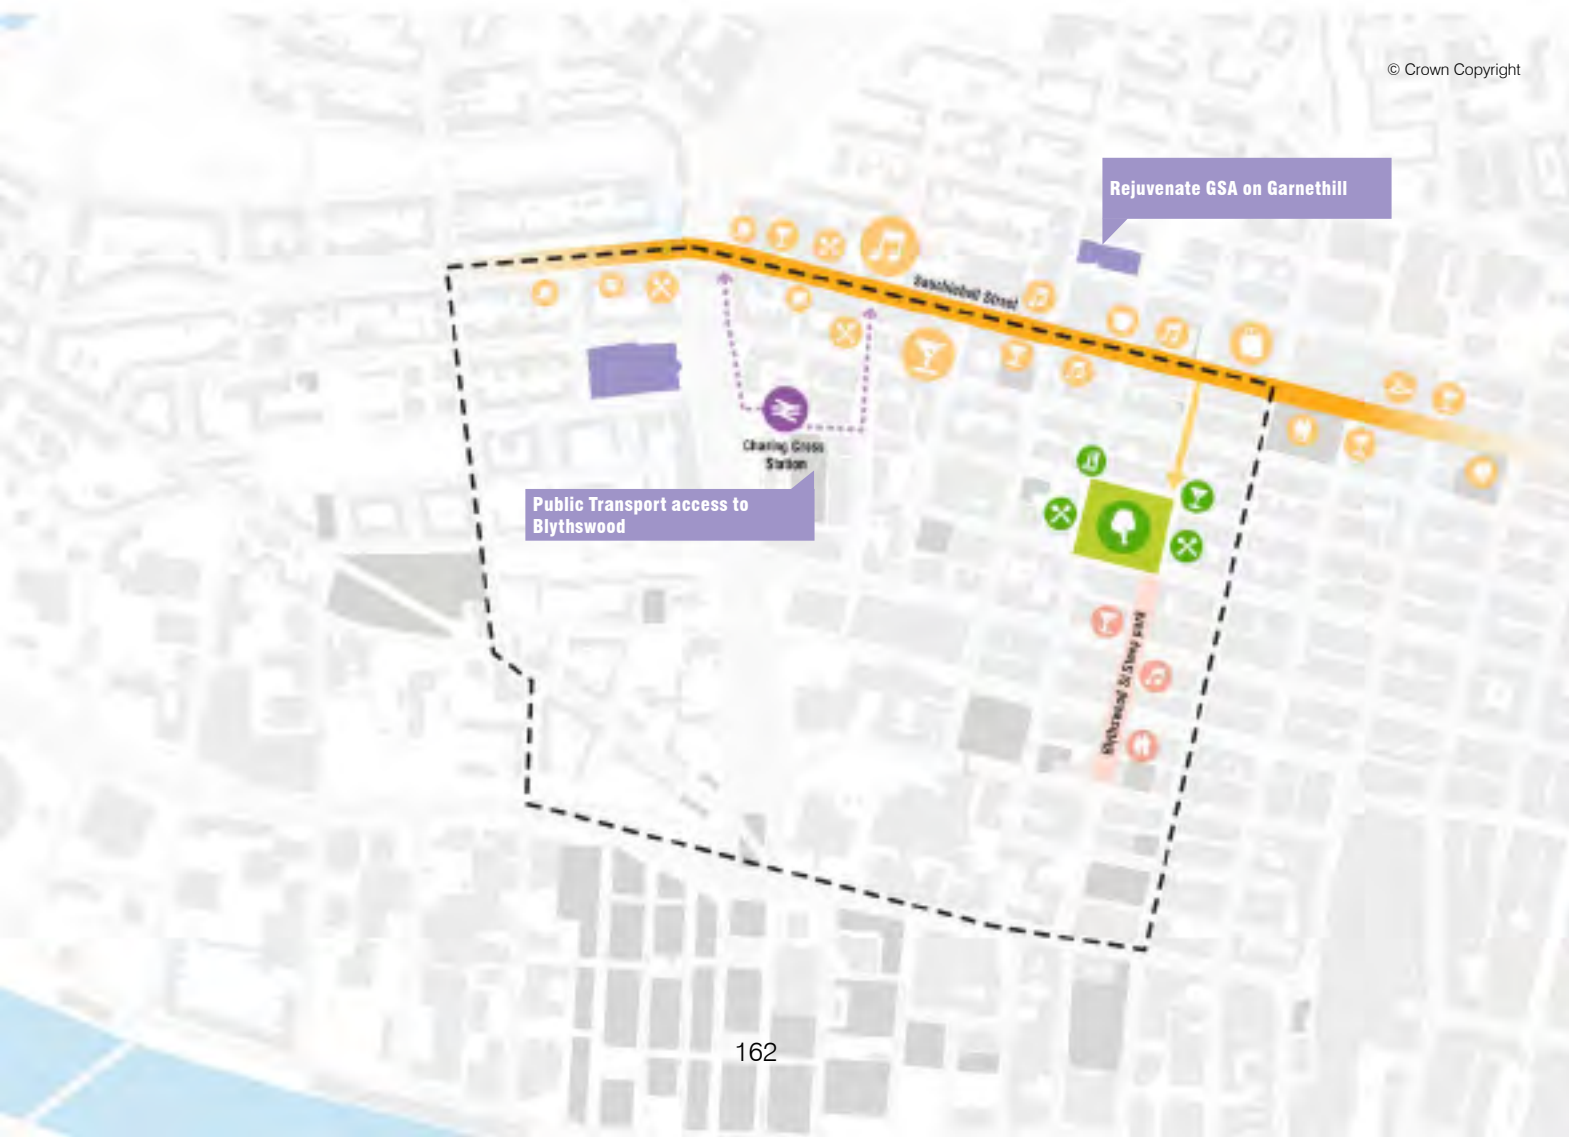 © Crown Copyright
Rejuvenate GSA on Garnethill
Sauchiehall Street
Charing Cross
Station
Public Transport access to
Blythswood
162